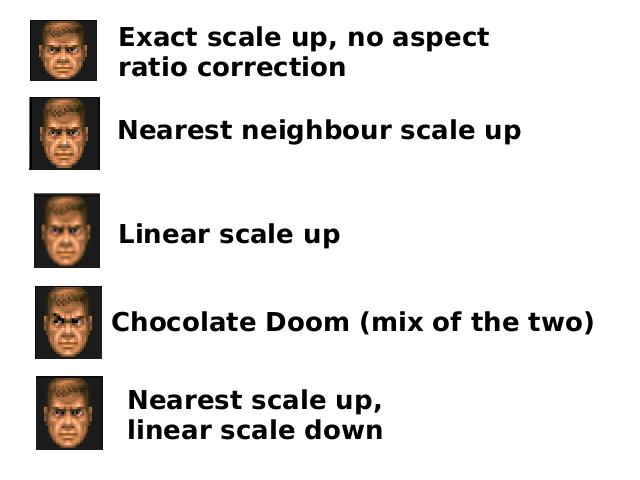 Exact scale up, no aspect
ratio correction
Nearest neighbour scale up
Linear scale up
Chocolate Doom (mix of the two)
Nearest scale up,
linear scale down